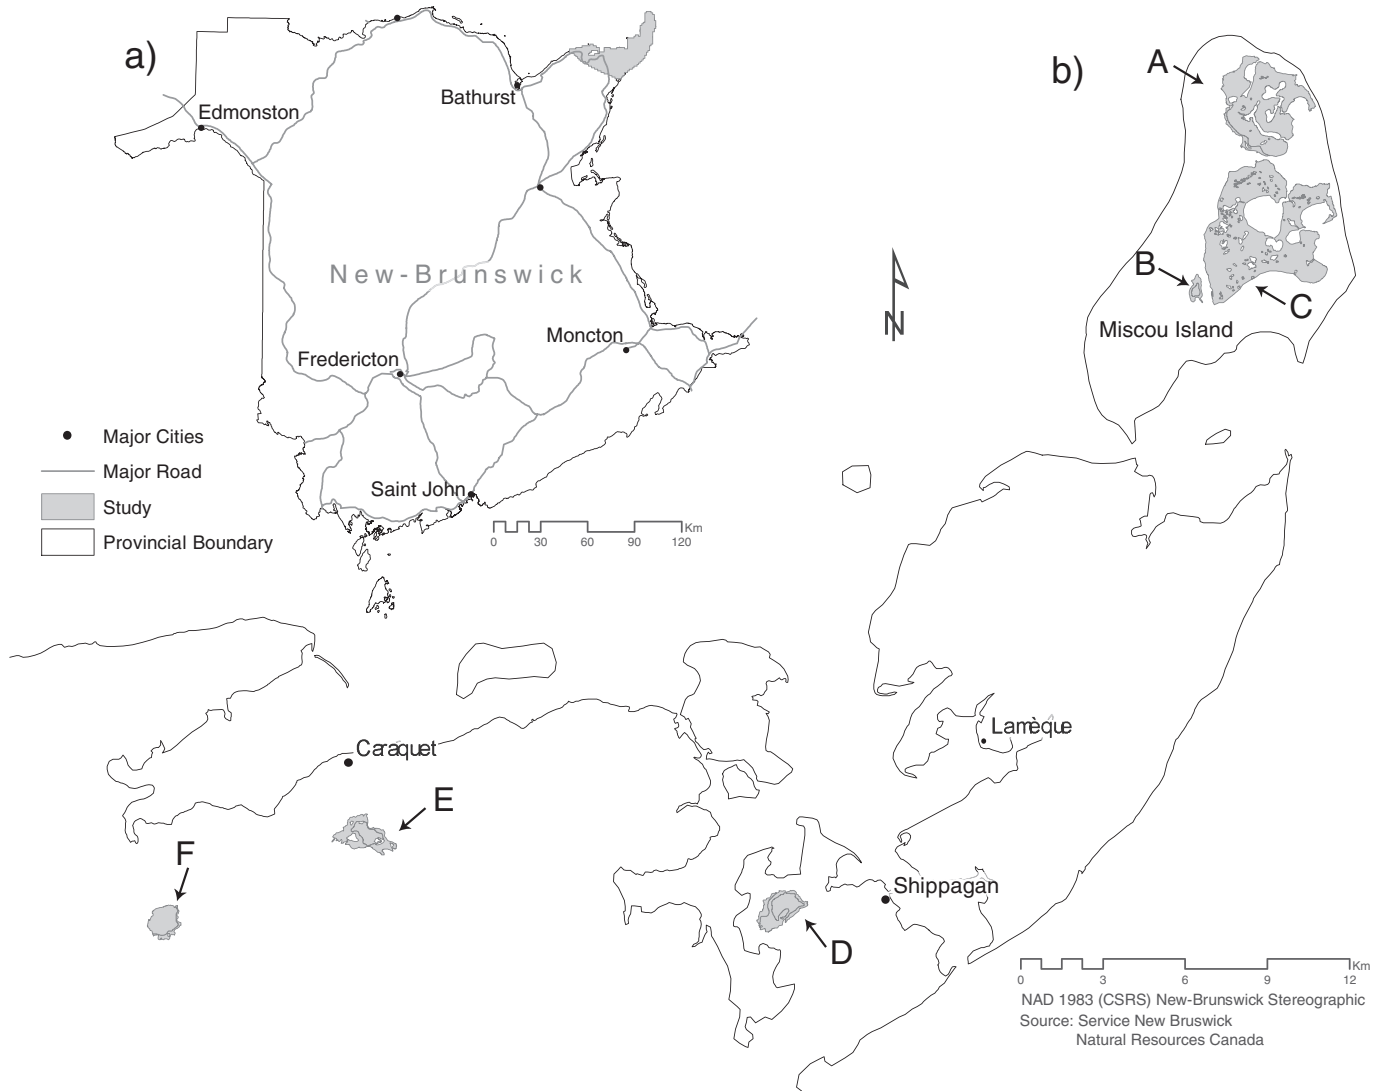 a)
Edmonston
Bathurst
New-Brunswick
Moncton
Fredericton
Saint John
Major Cities
Major Road
Study
Provincial Boundary
Km
0 30 60 90 120
N
b)
A
B
C
Miscou Island
Lamèque
Caraquet
E
F
Shippagan
D
Km
0 3 6 9 12
NAD 1983 (CSRS) New-Brunswick Stereographic
Source: Service New Bruswick
Natural Resources Canada